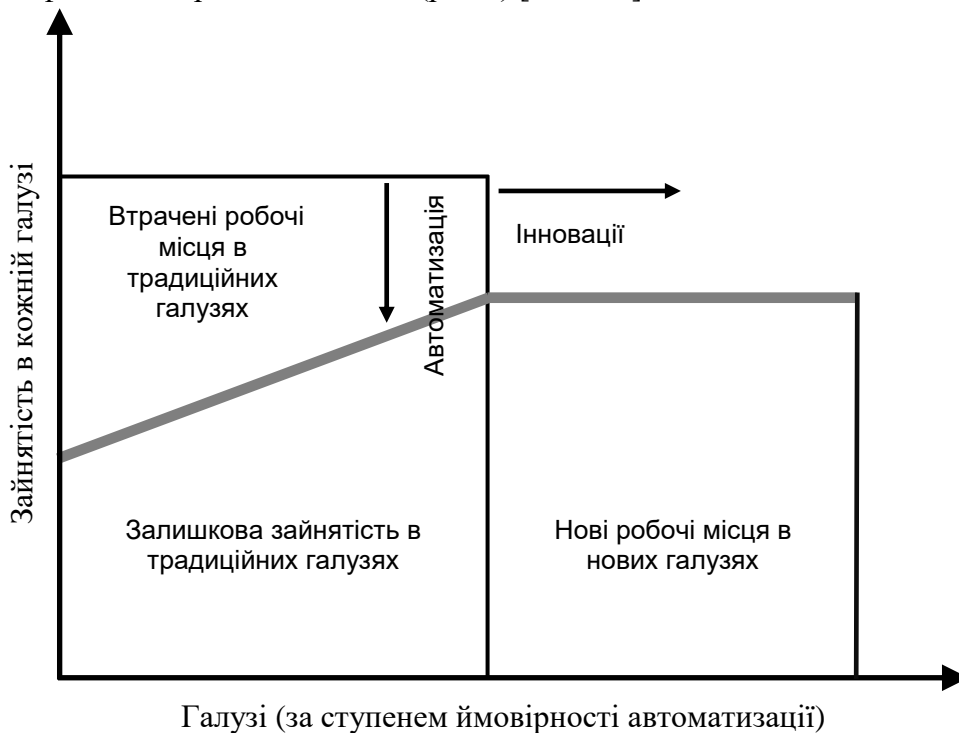 Зайнятість в кожній галузі
Втрачені робочі
місця в
традиційних
галузях
Автоматизація
Інновації
Залишкова зайнятість в
традиційних галузях
Нові робочі місця в
нових галузях
Галузі (за ступенем ймовірності автоматизації)